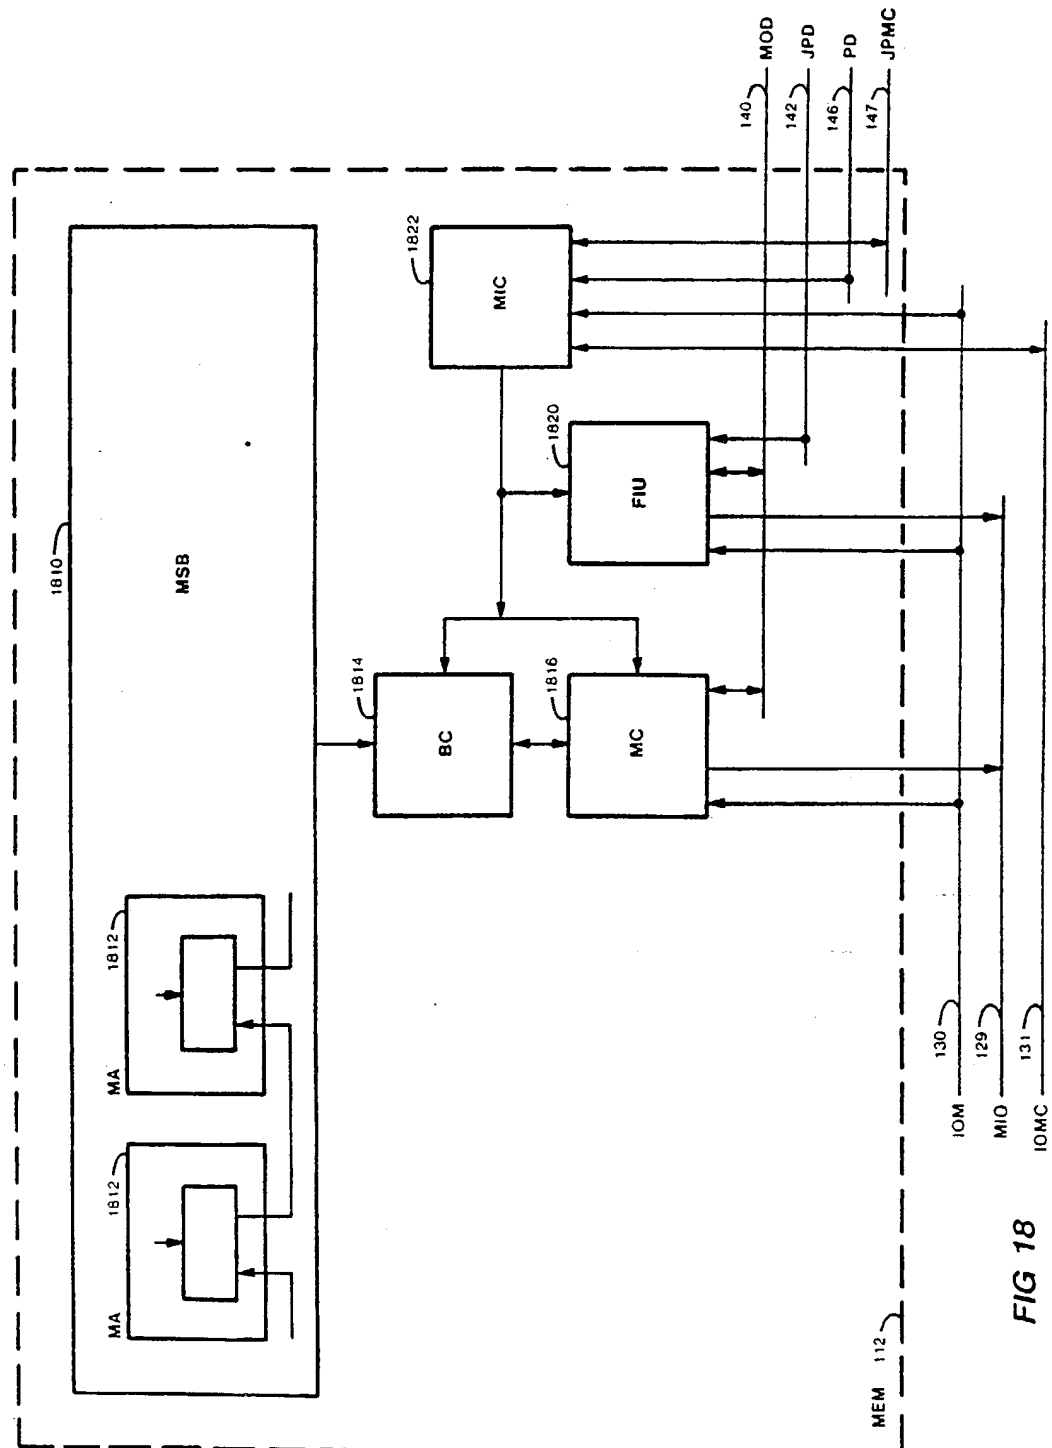 1810
MSB
MA
1812
MA
1812
1814
BC
1816
MC
1820
FIU
1822
MIC
140
MOD
142
JPD
146
PD
147
JPMC
MEM 112
IOM
130
MIO
129
IOMC
131
FIG 18